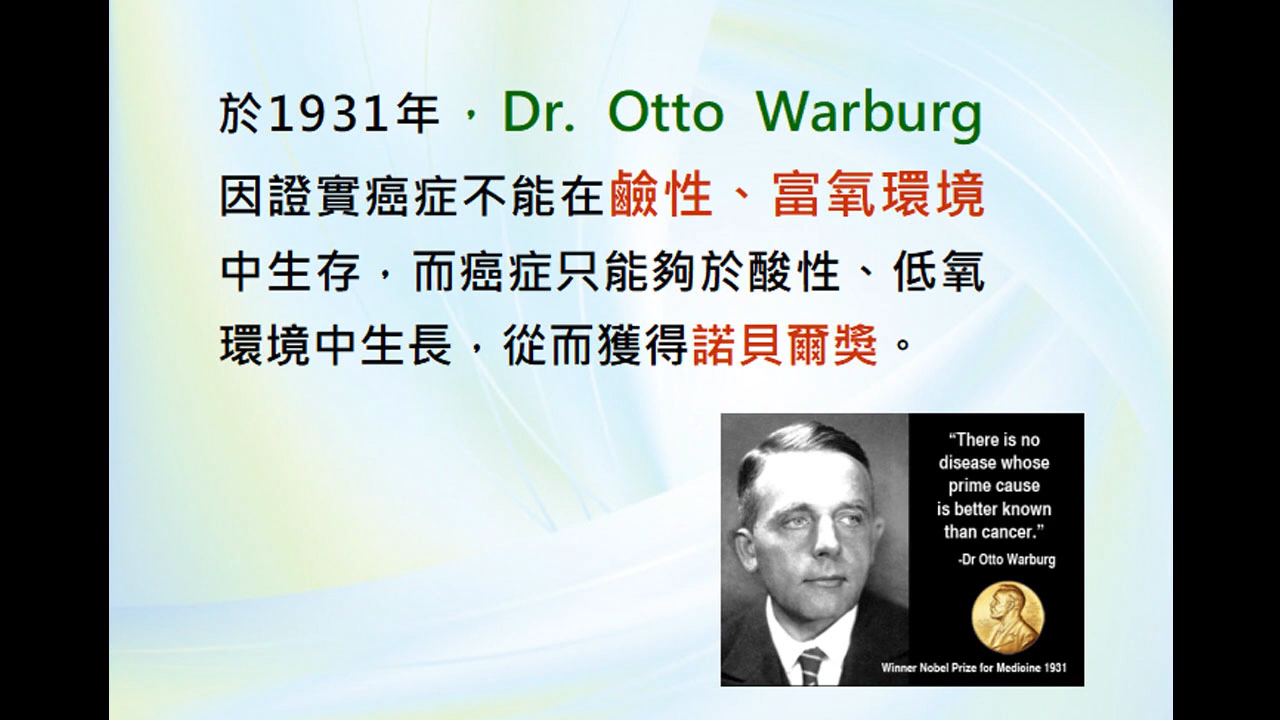 於1931年，Dr. Otto Warburg
因證實癌症不能在鹼性、富氧環境
中生存，而癌症只能夠於酸性、低氧
環境中生長，從而獲得諾貝爾獎。
“There is no
disease whose
prime cause
is better known
than cancer.”
-Dr Otto Warburg
Winner Nobel Prize for Medicine 1931